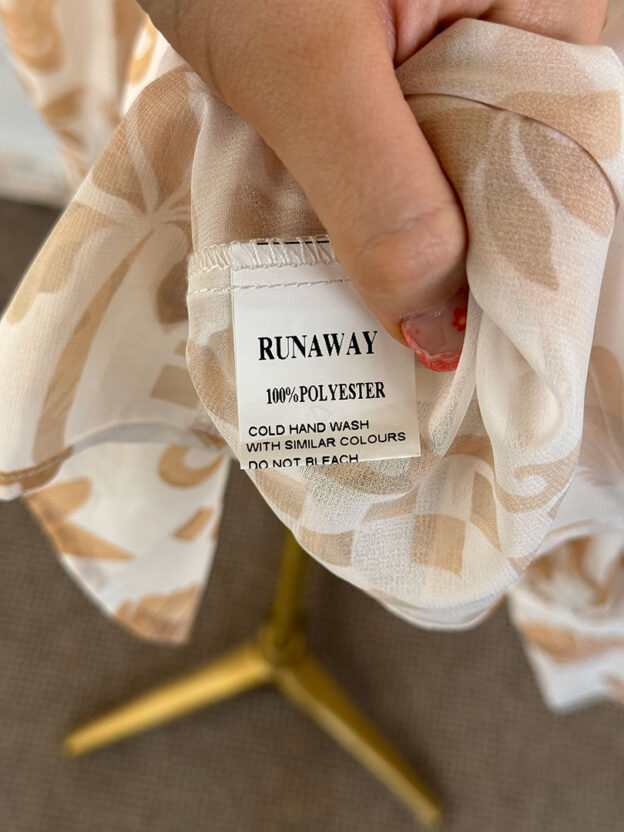 RUNAWAY
100%POLYESTER
COLD HAND WASH
WITH SIMILAR COLOURS
DO NOT BLEACH